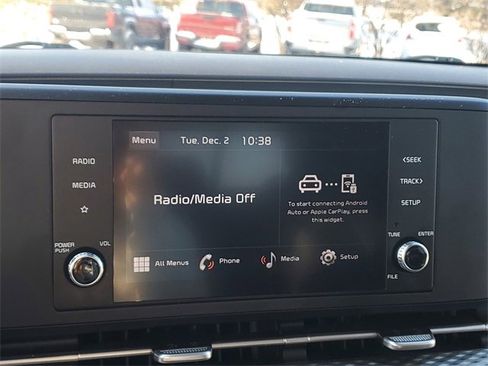 Menu Tue, Dec. 2 10:38
RADIO
MEDIA
POWER
PUSH
VOL
Radio/Media Off
To start connecting Android
Auto or Apple CarPlay, press
this widget.
All Menus
Phone
Media
Setup
<SEEK
TRACK>
SETUP
TUNE
ENTER
FILE